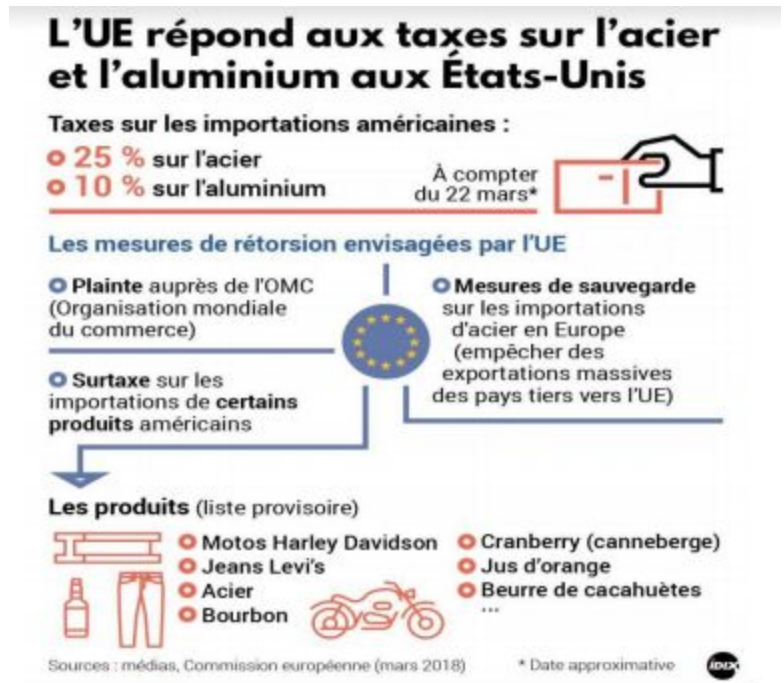 L'UE répond aux taxes sur l'acier
et l'aluminium aux États-Unis
Taxes sur les importations américaines :
25 % sur l'acier
10 % sur l'aluminium
À compter
du 22 mars*
Les mesures de rétorsion envisagées par l'UE
Plainte auprès de l'OMC
(Organisation mondiale
du commerce)
Surtaxe sur les
importations de certains
produits américains
Mesures de sauvegarde
sur les importations
d'acier en Europe
(empêcher des
exportations massives
des pays tiers vers l'UE)
Les produits (liste provisoire)
Motos Harley Davidson
Jeans Levi's
Acier
Bourbon
Cranberry (canneberge)
Jus d'orange
Beurre de cacahuètes
...
Sources : médias, Commission européenne (mars 2018)
* Date approximative
IDIX